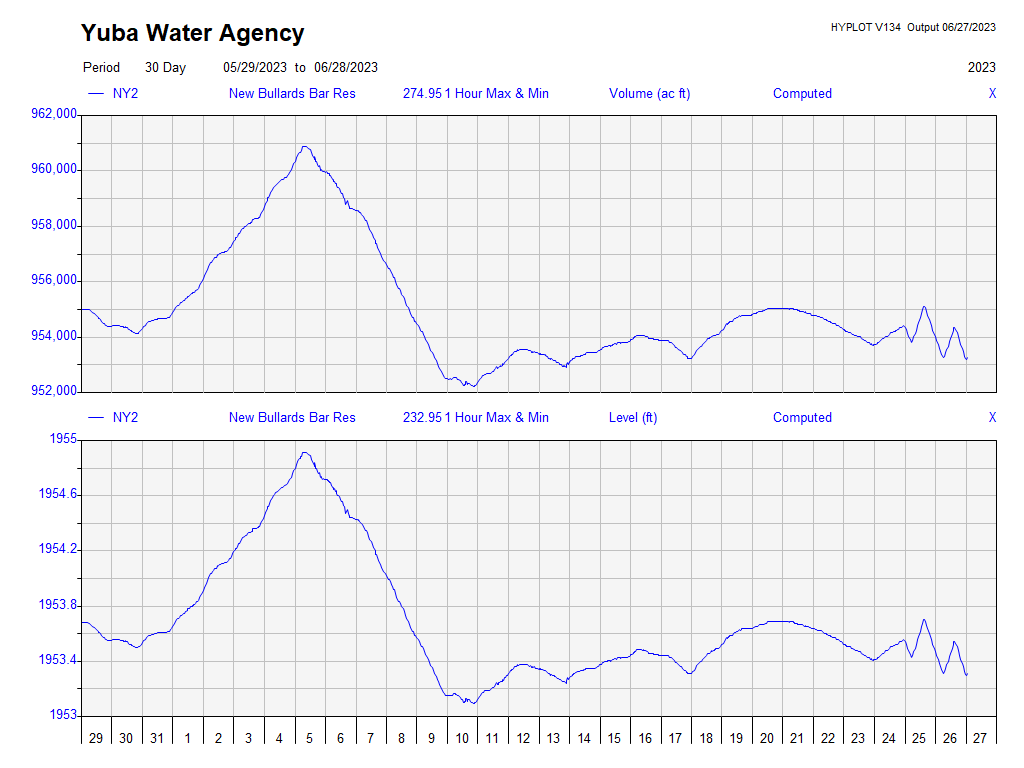 Yuba Water Agency
HYPLOT V134 Output 06/27/2023
Period 30 Day 05/29/2023 to 06/28/2023 2023
NY2 New Bullards Bar Res 274.95 1 Hour Max & Min Volume (ac ft) Computed X
962,000
960,000
958,000
956,000
954,000
952,000
NY2 New Bullards Bar Res 232.95 1 Hour Max & Min Level (ft) Computed X
1955
1954.6
1954.2
1953.8
1953.4
1953
29 30 31 1 2 3 4 5 6 7 8 9 10 11 12 13 14 15 16 17 18 19 20 21 22 23 24 25 26 27